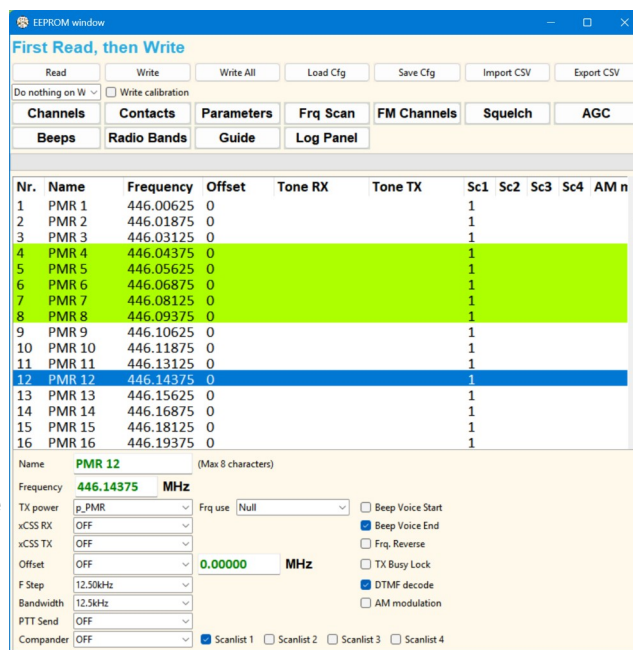 EEPROM window
First Read, then Write
Read Write Write All Load Cfg Save Cfg Import CSV Export CSV
Do nothing on W Write calibration
Channels Contacts Parameters Frq Scan FM Channels Squelch AGC
Beeps Radio Bands Guide Log Panel
Nr. Name Frequency Offset Tone RX Tone TX Sc1 Sc2 Sc3 Sc4 AM m
1 PMR 1 446.00625 0 1
2 PMR 2 446.01875 0 1
3 PMR 3 446.03125 0 1
4 PMR 4 446.04375 0 1
5 PMR 5 446.05625 0 1
6 PMR 6 446.06875 0 1
7 PMR 7 446.08125 0 1
8 PMR 8 446.09375 0 1
9 PMR 9 446.10625 0 1
10 PMR 10 446.11875 0 1
11 PMR 11 446.13125 0 1
12 PMR 12 446.14375 0 1
13 PMR 13 446.15625 0 1
14 PMR 14 446.16875 0 1
15 PMR 15 446.18125 0 1
16 PMR 16 446.19375 0 1
Name PMR 12 (Max 8 characters)
Frequency 446.14375 MHz
TX power p_PMR Frq use Null Beep Voice Start
xCSS RX OFF Beep Voice End
xCSS TX OFF Frq. Reverse
Offset OFF 0.00000 MHz TX Busy Lock
F Step 12.50kHz DTMF decode
Bandwidth 12.5kHz AM modulation
PTT Send OFF
Compander OFF Scanlist 1 Scanlist 2 Scanlist 3 Scanlist 4